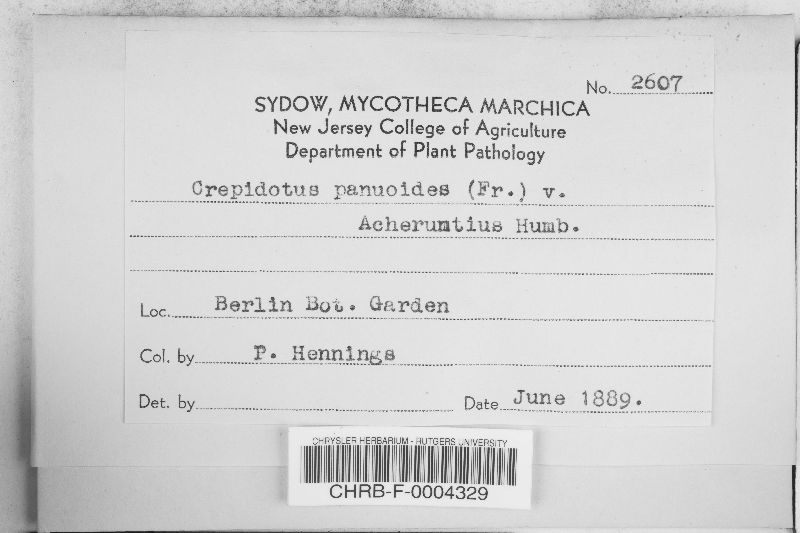 No. 2607
SYDOW, MYCOTHECA MARCHICA
New Jersey College of Agriculture
Department of Plant Pathology
Crepidotus panuoides (Fr.) v.
Acheruntius Humb.
Loc. Berlin Bot. Garden
Col. by P. Hennings
Det. by
Date June 1889.
CHRYSLER HERBARIUM - RUTGERS UNIVERSITY
CHRB-F-0004329